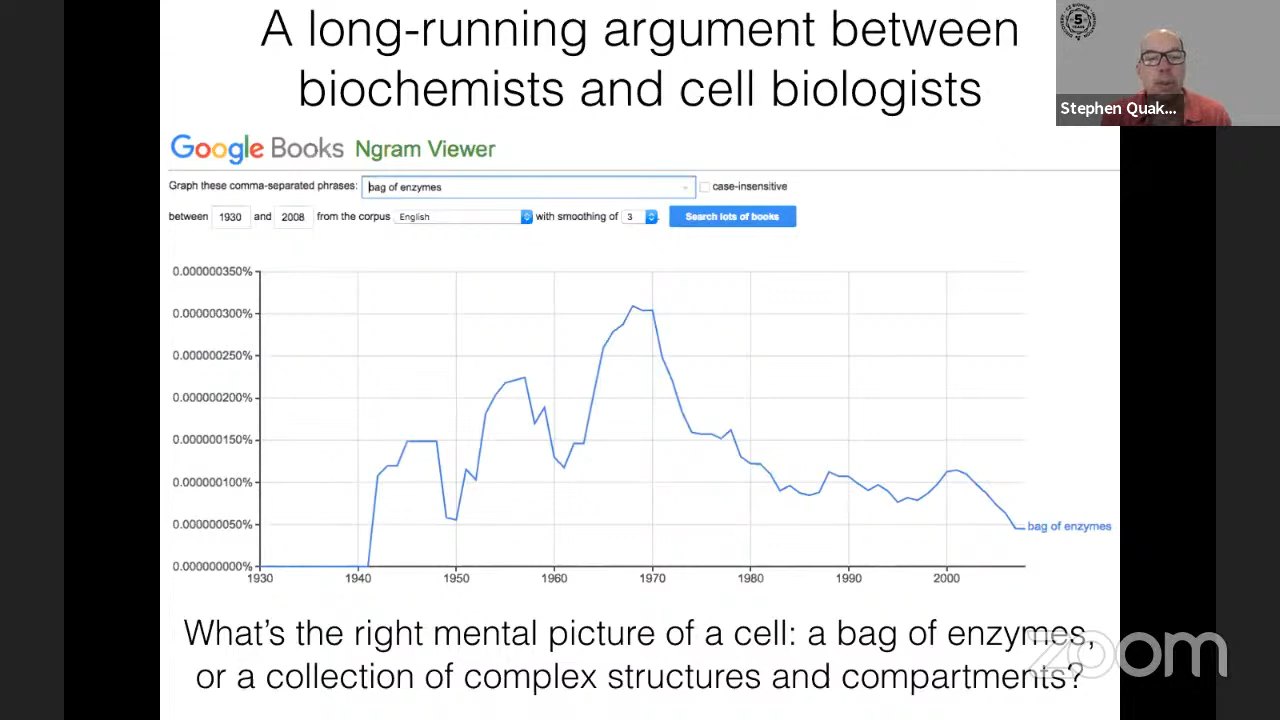 A long-running argument between
biochemists and cell biologists
5
YEARS
Stephen Quak...
Google Books Ngram Viewer
Graph these comma-separated phrases: bag of enzymes case-insensitive
between 1930 and 2008 from the corpus English with smoothing of 3 Search lots of books
0.000000350%
0.000000300%
0.000000250%
0.000000200%
0.000000150%
0.000000100%
0.000000050%
bag of enzymes
0.000000000%
1930 1940 1950 1960 1970 1980 1990 2000
What's the right mental picture of a cell: a bag of enzymes,
or a collection of complex structures and compartments?
zoom